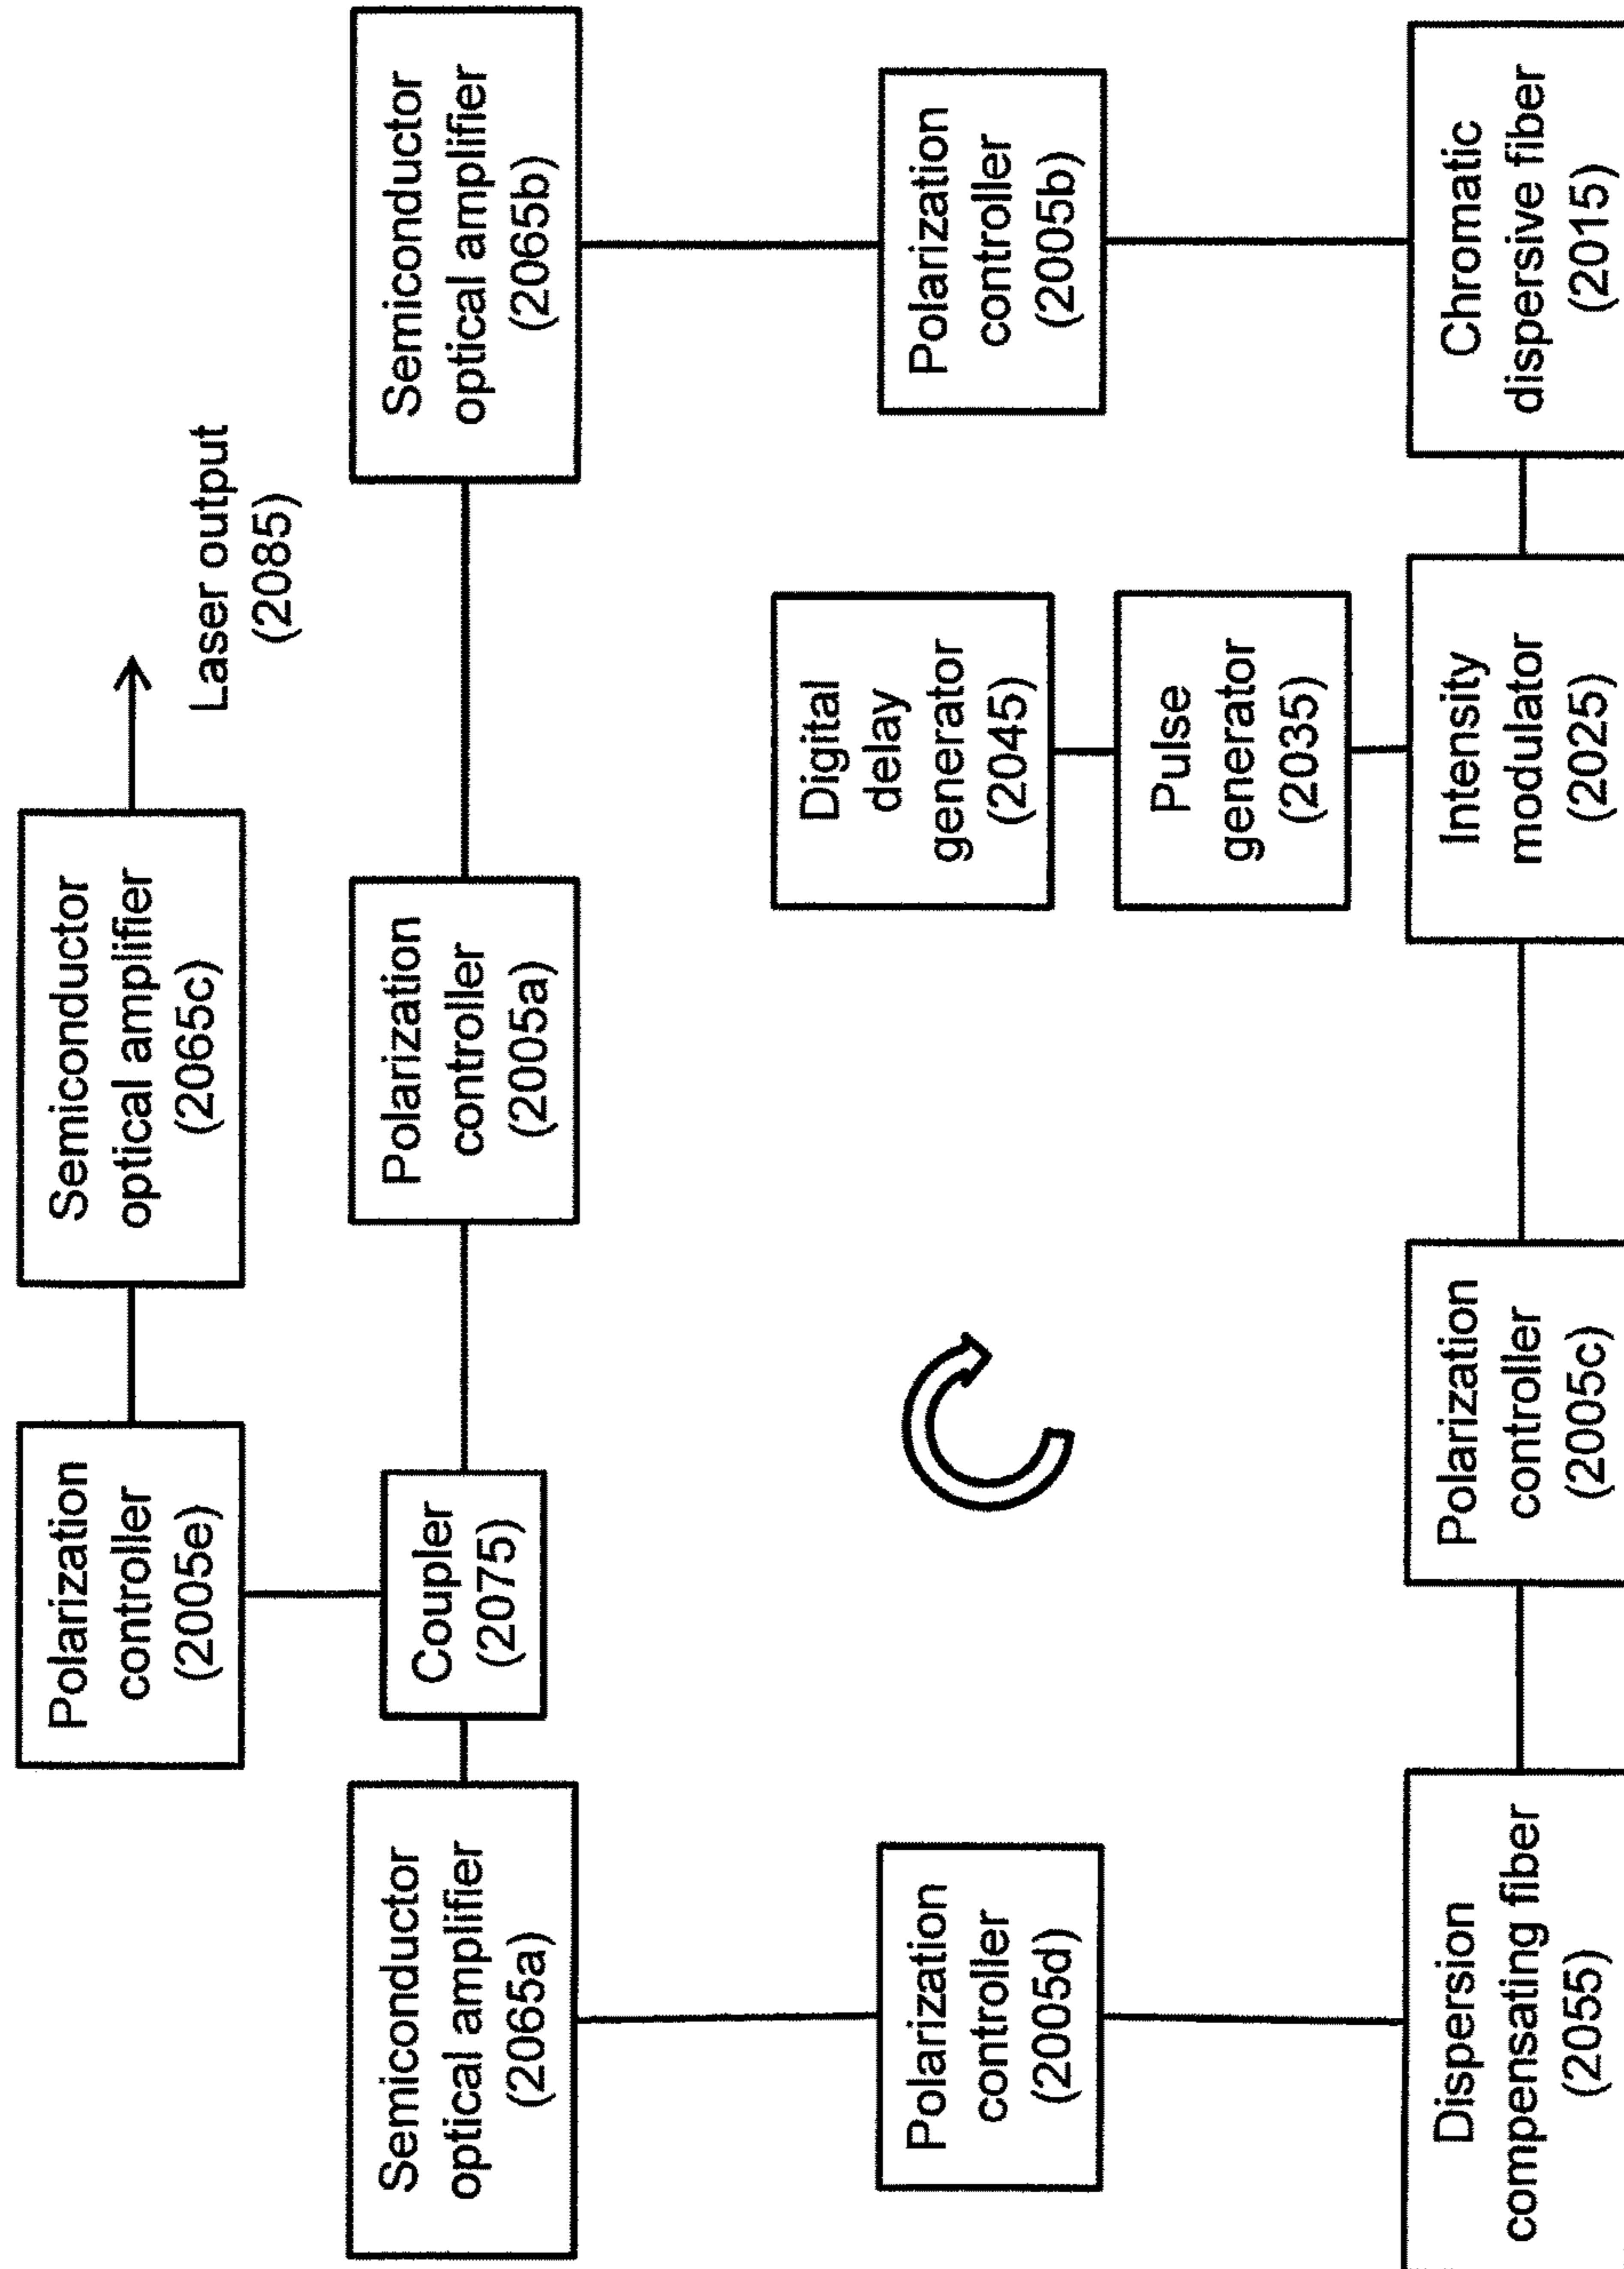 Polarization
controller
(2005e)
Semiconductor
optical amplifier
(2065c)
Laser output
(2085)
Semiconductor
optical amplifier
(2065a)
Coupler
(2075)
Polarization
controller
(2005a)
Semiconductor
optical amplifier
(2065b)
Polarization
controller
(2005d)
Digital
delay
generator
(2045)
Polarization
controller
(2005b)
Pulse
generator
(2035)
Dispersion
compensating fiber
(2055)
Polarization
controller
(2005c)
Intensity
modulator
(2025)
Chromatic
dispersive fiber
(2015)